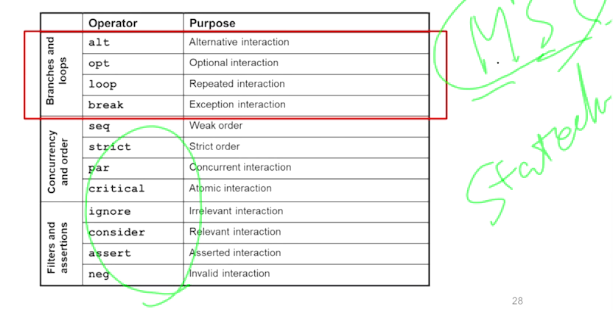 Operator Purpose
Branches and loops
alt Alternative interaction
opt Optional interaction
loop Repeated interaction
break Exception interaction
Concurrency and order
seq Weak order
strict Strict order
par Concurrent interaction
critical Atomic interaction
Filters and assertions
ignore Irrelevant interaction
consider Relevant interaction
assert Asserted interaction
neg Invalid interaction
28